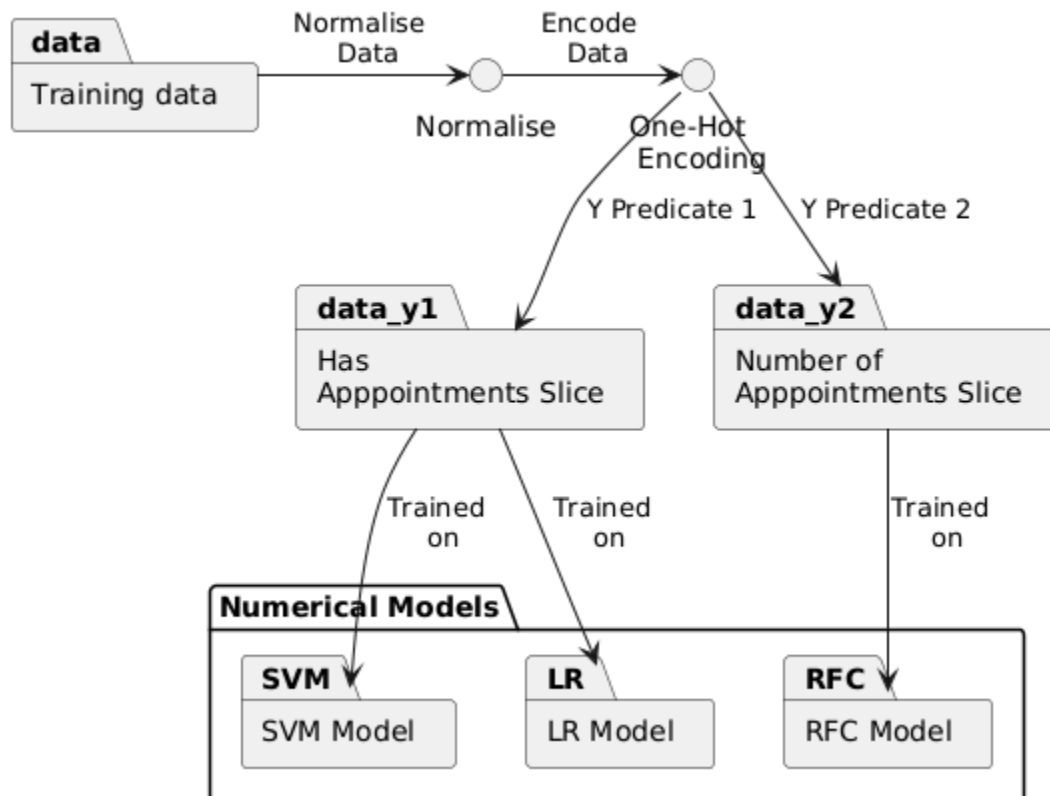 data
Training data
Normalise
Data
Encode
Data
Normalise
One-Hot
Encoding
Y Predicate 1
Y Predicate 2
data_y1
Has
Apppointments Slice
data_y2
Number of
Apppointments Slice
Trained
on
Trained
on
Trained
on
Numerical Models
SVM
SVM Model
LR
LR Model
RFC
RFC Model